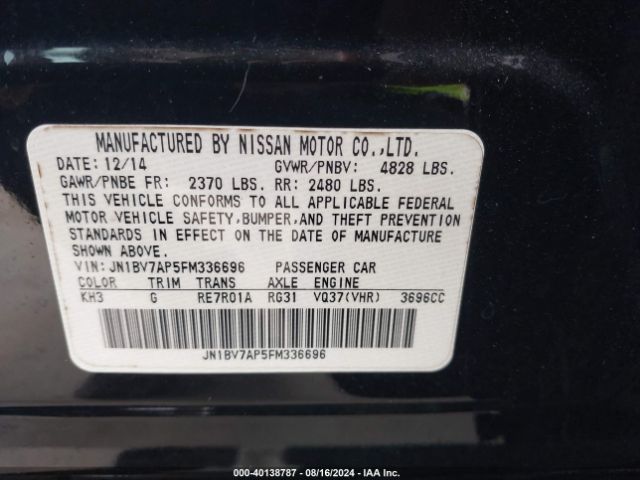 MANUFACTURED BY NISSAN MOTOR CO.,LTD.
DATE: 12/14 GVWR/PNBV: 4828 LBS.
GAWR/PNBE FR: 2370 LBS. RR: 2480 LBS.
THIS VEHICLE CONFORMS TO ALL APPLICABLE FEDERAL
MOTOR VEHICLE SAFETY,BUMPER,AND THEFT PREVENTION
STANDARDS IN EFFECT ON THE DATE OF MANUFACTURE
SHOWN ABOVE.
VIN: JN1BV7AP5FM336696 PASSENGER CAR
COLOR TRIM TRANS AXLE ENGINE
KH3 G RE7R01A RG31 VQ37(VHR) 3696CC
JN1BV7AP5FM336696
000-40138787 - 08/16/2024 - IAA Inc. Copyright